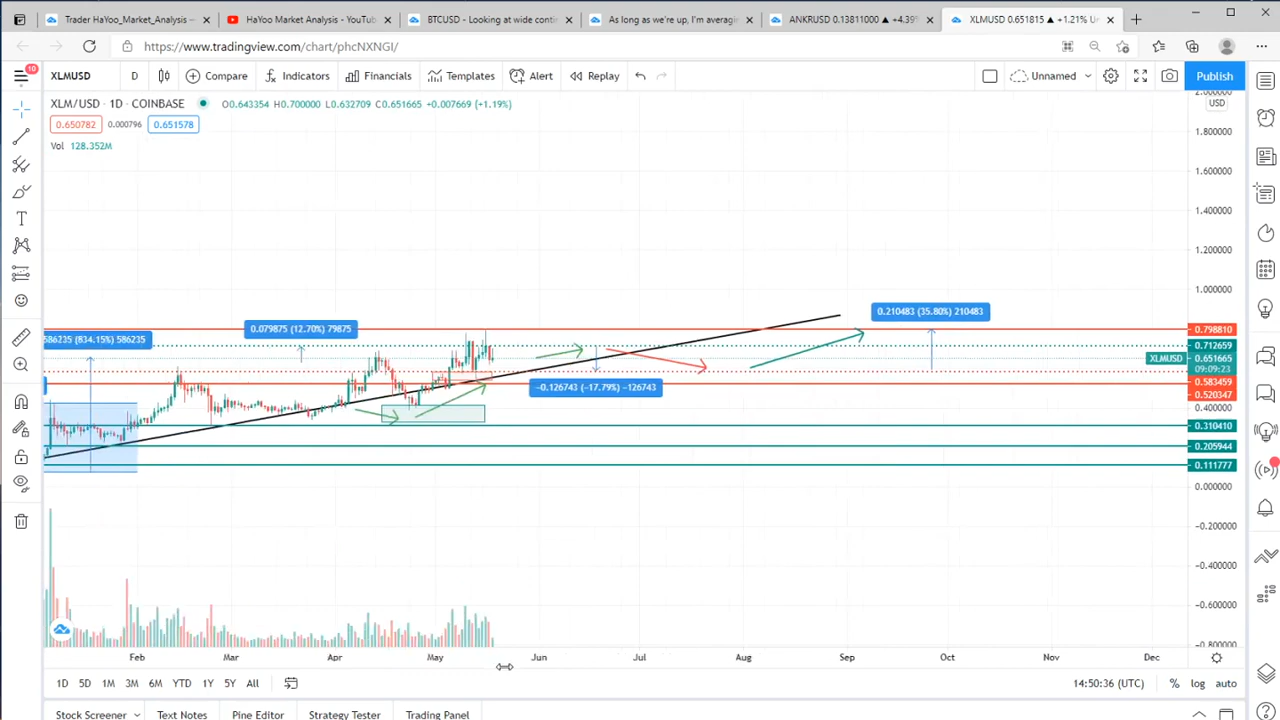 Trader HaYoo_Market_Analysis —
HaYoo Market Analysis - YouTu
BTCUSD - Looking at wide conti
As long as we're up, I'm averagin
ANKRUSD 0.13811000 ▲ +4.39%
XLMUSD 0.651815 ▲ +1.21% Un
https://www.tradingview.com/chart/phcNXNGI/
10
XLMUSD
D
Compare
Indicators
Financials
Templates
Alert
Replay
Unnamed
Publish
XLM/USD · 1D · COINBASE
O0.643354 H0.700000 L0.632709 C0.651665 +0.007669 (+1.19%)
0.650782 0.000796 0.651578
Vol 128.352M
2.000000
USD
1.800000
1.600000
1.400000
1.200000
1.000000
0.210483 (35.80%) 210483
0.079875 (12.70%) 79875
586235 (834.15%) 586235
−0.126743 (−17.79%) −126743
0.798810
0.712659
XLMUSD 0.651665
09:09:23
0.583459
0.520347
0.400000
0.310410
0.205944
0.111777
0.000000
-0.200000
-0.400000
-0.600000
-0.800000
Feb Mar Apr May Jun Jul Aug Sep Oct Nov Dec
1D 5D 1M 3M 6M YTD 1Y 5Y All
14:50:36 (UTC) % log auto
Stock Screener Text Notes Pine Editor Strategy Tester Trading Panel